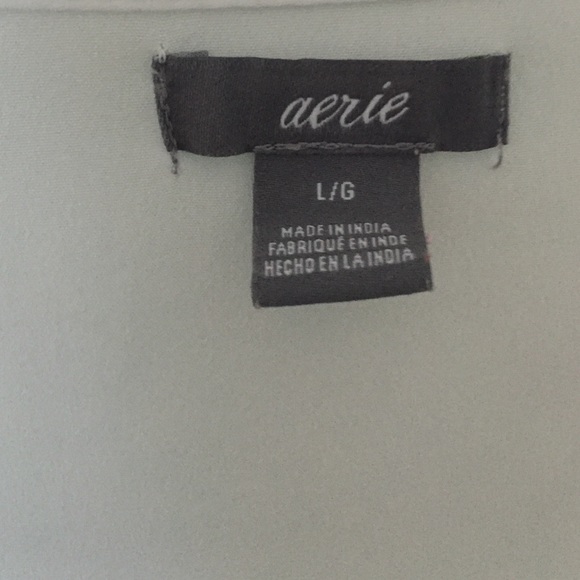 aerie
L/G
MADE IN INDIA
FABRIQUÉ EN INDE
HECHO EN LA INDIA